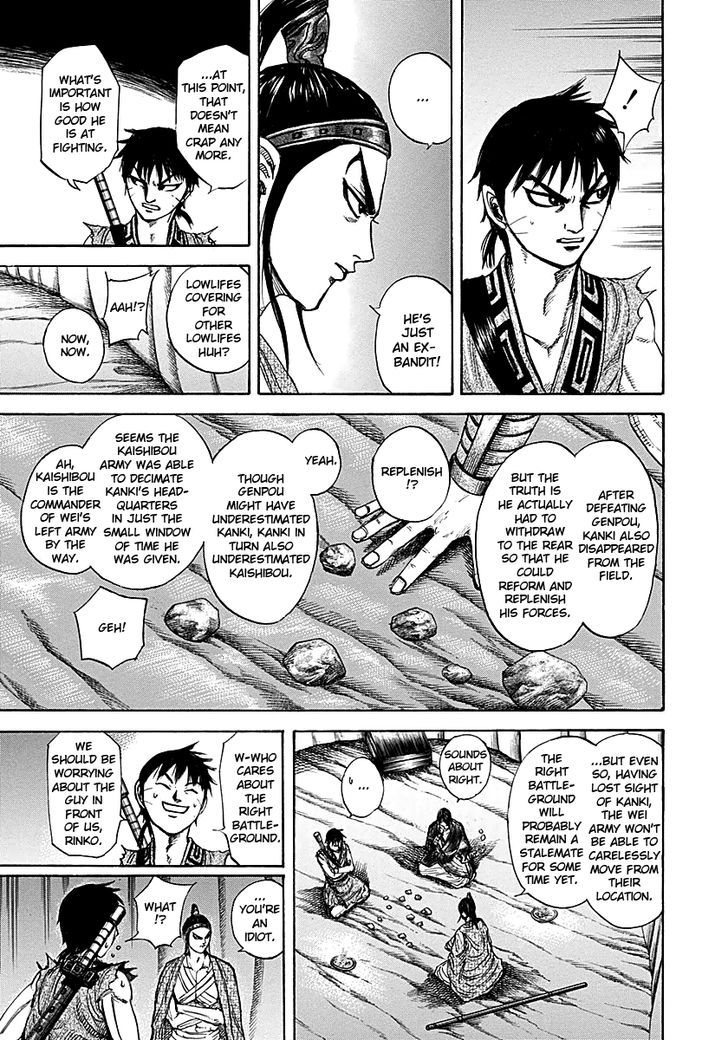 !
...
HE'S
JUST
AN EX-
BANDIT!
...AT
THIS POINT,
THAT
DOESN'T
MEAN
CRAP ANY
MORE.
WHAT'S
IMPORTANT
IS HOW
GOOD HE
IS AT
FIGHTING.
LOWLIFES
COVERING
FOR
OTHER
LOWLIFES
HUH?
AAH!?
NOW,
NOW.
AFTER
DEFEATING
GENPOU,
KANKI ALSO
DISAPPEARED
FROM
THE FIELD.
BUT THE
TRUTH IS
HE ACTUALLY
HAD TO
WITHDRAW
TO THE REAR
SO THAT HE
COULD
REFORM AND
REPLENISH
HIS FORCES.
REPLENISH
!?
YEAH.
THOUGH
GENPOU
MIGHT HAVE
UNDERESTIMATED
KANKI, KANKI
IN TURN ALSO
UNDERESTIMATED
KAISHIBOU.
SEEMS THE
KAISHIBOU
ARMY WAS ABLE
TO DECIMATE
KANKI'S HEAD-
QUARTERS
IN JUST THE
SMALL WINDOW
OF TIME HE
WAS GIVEN.
AH,
KAISHIBOU
IS THE
COMMANDER
OF WEI'S
LEFT ARMY
BY THE
WAY.
GEH!
...BUT EVEN
SO, HAVING
LOST SIGHT
OF KANKI,
THE WEI
ARMY WON'T
BE ABLE TO
CARELESSLY
MOVE FROM
THEIR
LOCATION.
THE
RIGHT
BATTLE-
GROUND
WILL
PROBABLY
REMAIN A
STALEMATE
FOR SOME
TIME YET.
SOUNDS
ABOUT
RIGHT.
...
W-WHO
CARES
ABOUT
THE
RIGHT
BATTLE-
GROUND.
WE
SHOULD BE
WORRYING
ABOUT THE
GUY IN
FRONT
OF US,
RINKO.
...
YOU'RE
AN
IDIOT.
WHAT
!?